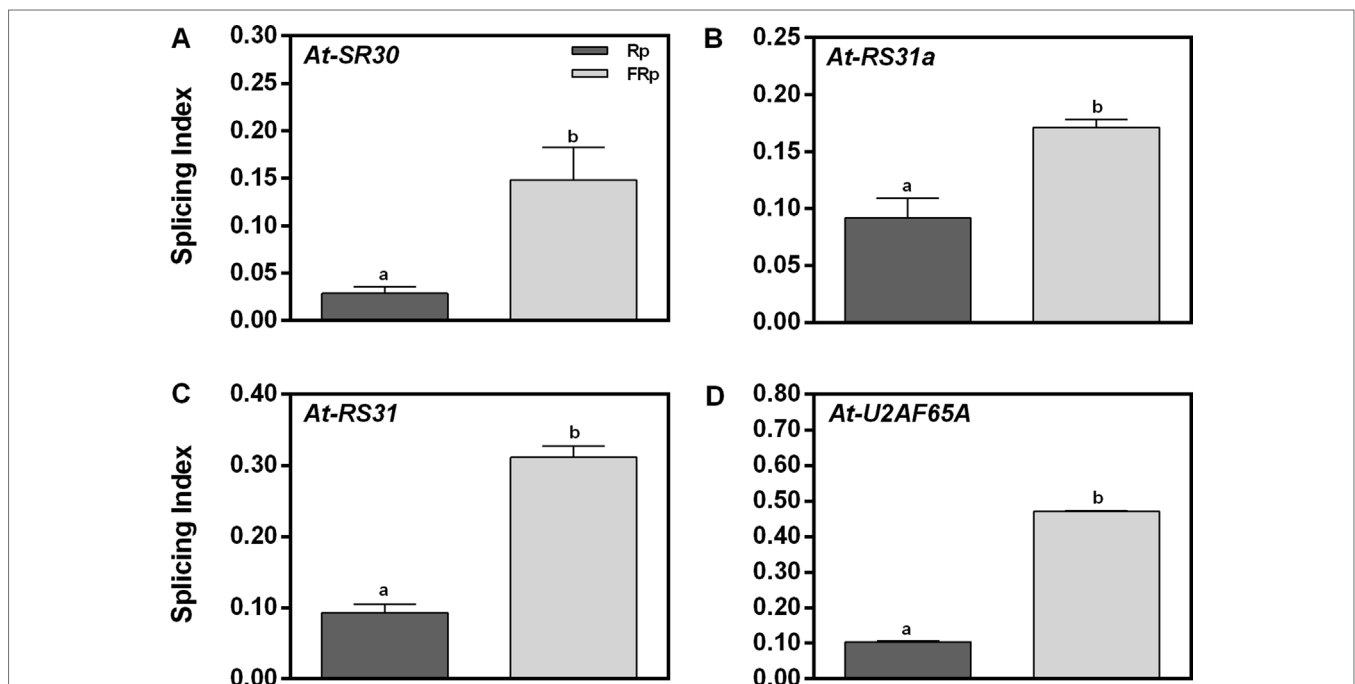 A
At-SR30
Rp
FRp
Splicing Index
0.30
0.25
0.20
0.15
0.10
0.05
0.00
a
b
B
At-RS31a
0.25
0.20
0.15
0.10
0.05
0.00
a
b
C
At-RS31
Splicing Index
0.40
0.30
0.20
0.10
0.00
a
b
D
At-U2AF65A
0.80
0.70
0.60
0.50
0.40
0.30
0.20
0.10
0.00
a
b